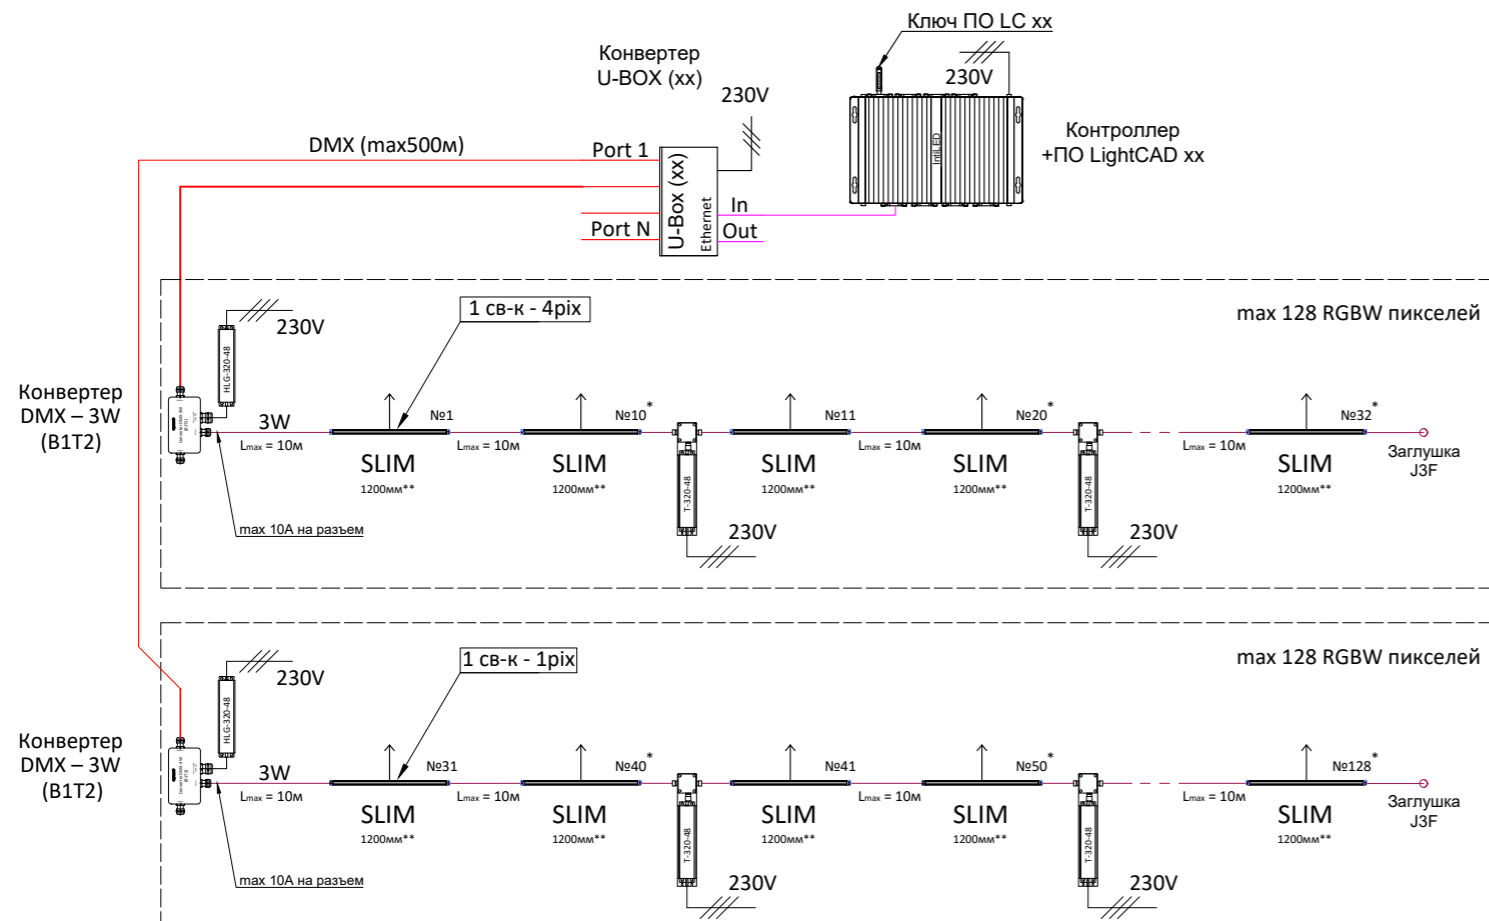 Ключ ПО LC xx
Конвертер
U-BOX (xx)
230V
230V
Контроллер
+ПО LightCAD xx
IntiLED
DMX (max500м)
Port 1
Port N
U-Box (xx)
Ethernet
In
Out
max 128 RGBW пикселей
1 св-к - 4pix
230V
HLG-320-48
Конвертер
DMX – 3W
(B1T2)
3W
№1
№10*
№11
№20*
№32*
Lmax = 10м
Lmax = 10м
Lmax = 10м
Lmax = 10м
SLIM
1200мм**
SLIM
1200мм**
SLIM
1200мм**
SLIM
1200мм**
SLIM
1200мм**
Заглушка
J3F
T-320-48
T-320-48
max 10А на разъем
230V
230V
max 128 RGBW пикселей
1 св-к - 1pix
230V
HLG-320-48
Конвертер
DMX – 3W
(B1T2)
3W
№31
№40*
№41
№50*
№128*
Lmax = 10м
Lmax = 10м
Lmax = 10м
Lmax = 10м
SLIM
1200мм**
SLIM
1200мм**
SLIM
1200мм**
SLIM
1200мм**
SLIM
1200мм**
Заглушка
J3F
T-320-48
T-320-48
max 10А на разъем
230V
230V